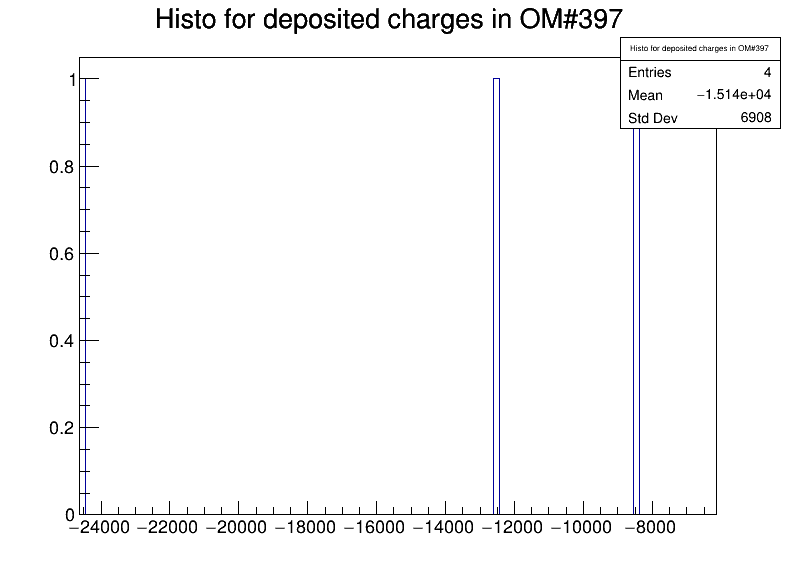 Histo for deposited charges in OM#397
Histo for deposited charges in OM#397
Entries 4
Mean −1.514e+04
Std Dev 6908
1
0.8
0.6
0.4
0.2
0
−24000 −22000 −20000 −18000 −16000 −14000 −12000 −10000 −8000